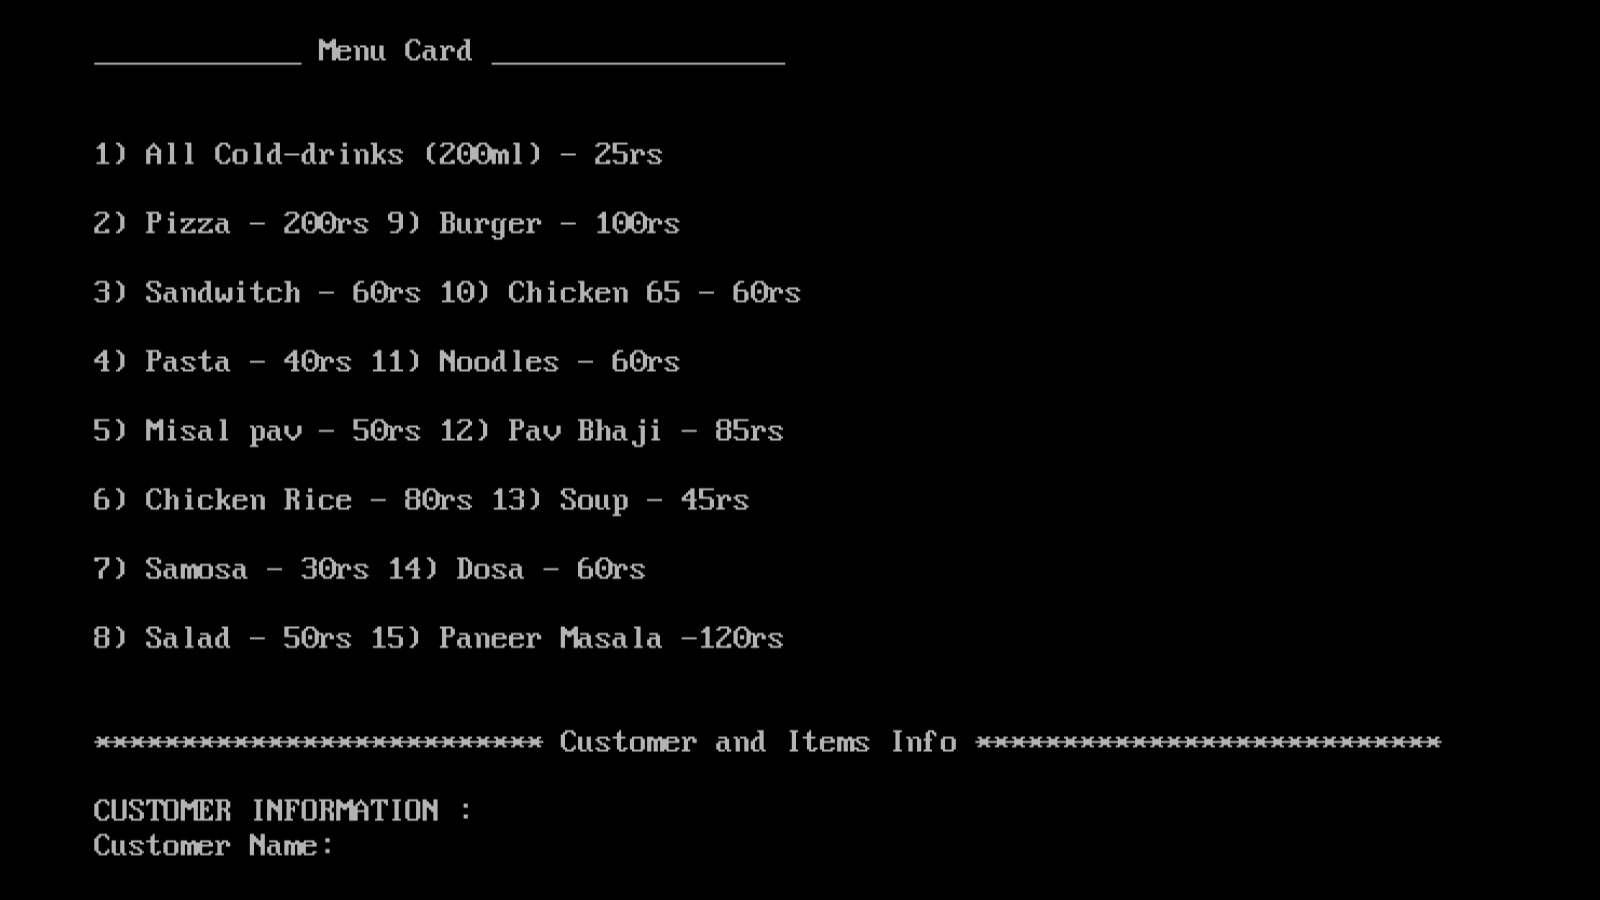 ____________ Menu Card _________________
1) All Cold-drinks (200ml) - 25rs
2) Pizza - 200rs 9) Burger - 100rs
3) Sandwitch - 60rs 10) Chicken 65 - 60rs
4) Pasta - 40rs 11) Noodles - 60rs
5) Misal pav - 50rs 12) Pav Bhaji - 85rs
6) Chicken Rice - 80rs 13) Soup - 45rs
7) Samosa - 30rs 14) Dosa - 60rs
8) Salad - 50rs 15) Paneer Masala -120rs
************************** Customer and Items Info ***************************
CUSTOMER INFORMATION :
Customer Name: